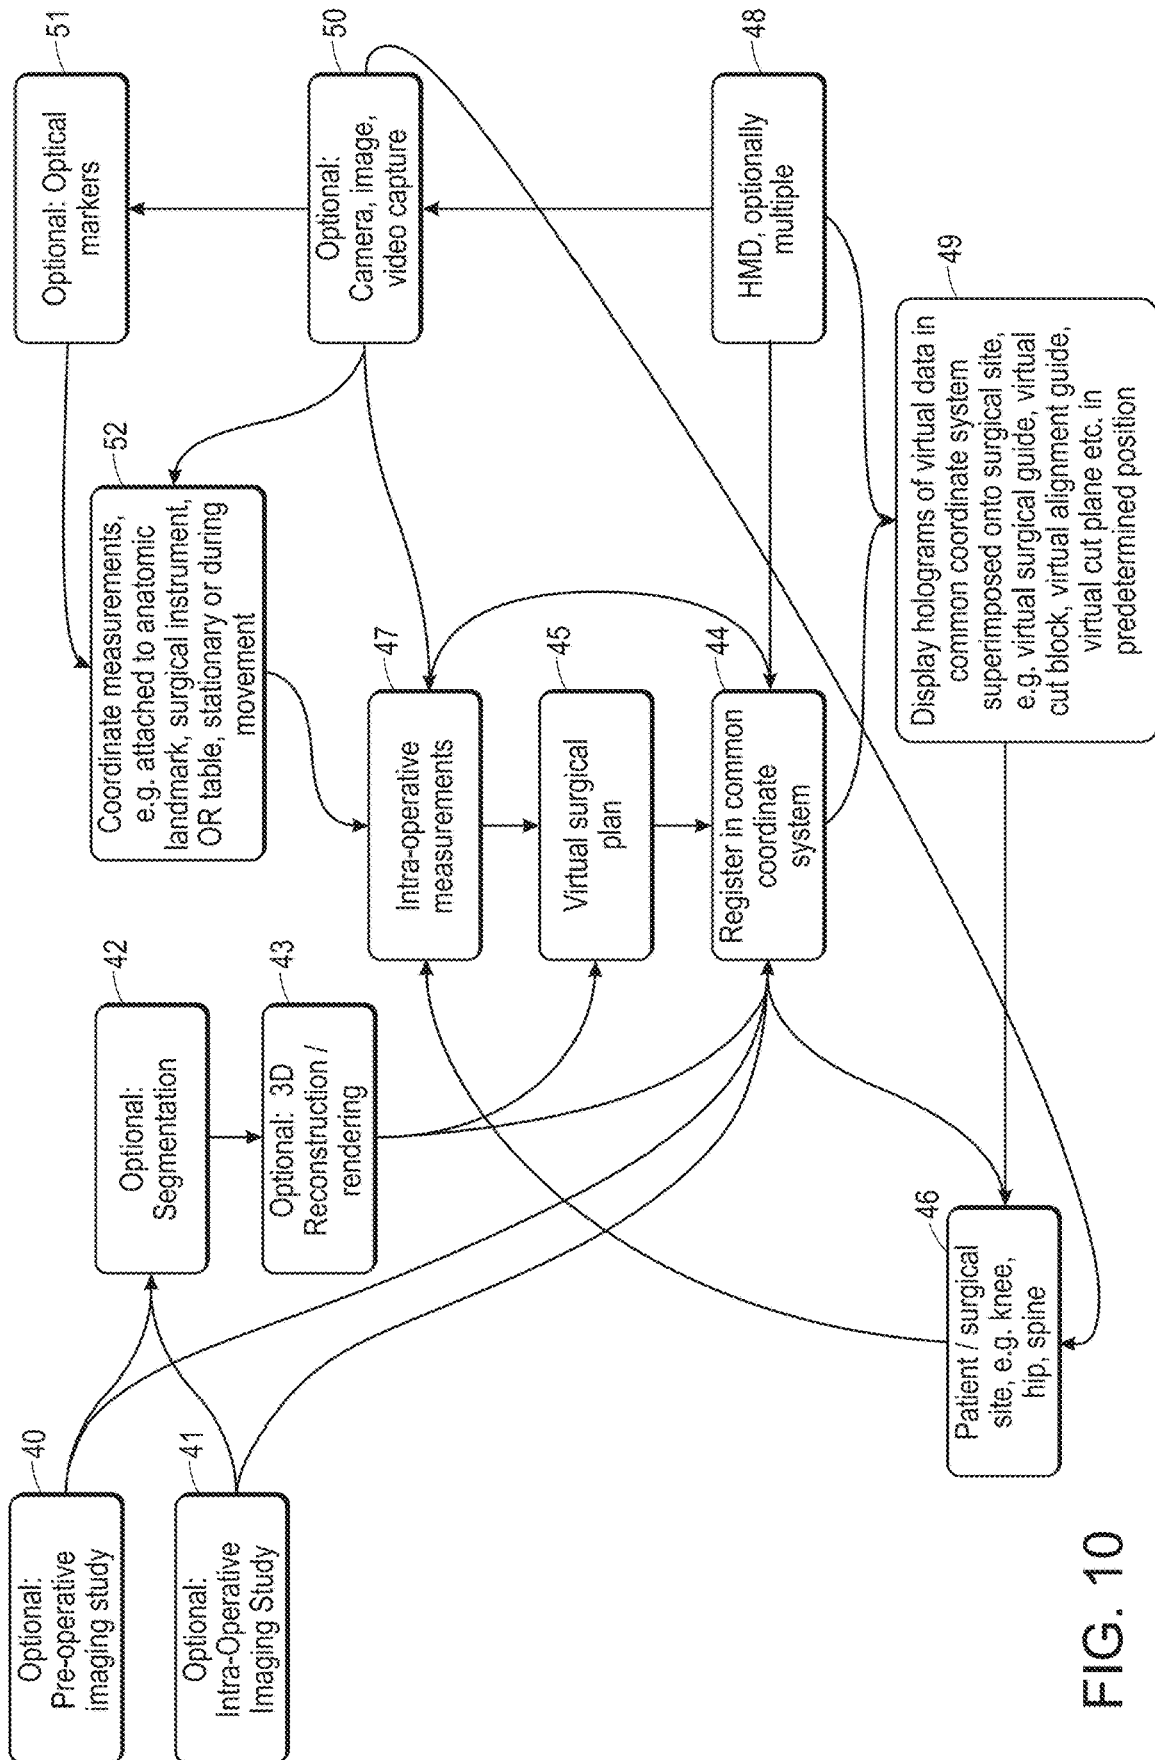 40
Optional:
Pre-operative
imaging study
41
Optional:
Intra-Operative
Imaging Study
42
Optional:
Segmentation
43
Optional: 3D
Reconstruction /
rendering
51
Optional: Optical
markers
52
Coordinate measurements,
e.g. attached to anatomic
landmark, surgical instrument,
OR table, stationary or during
movement
50
Optional:
Camera, image,
video capture
47
Intra-operative
measurements
45
Virtual surgical
plan
44
Register in common
coordinate
system
48
HMD, optionally
multiple
46
Patient / surgical
site, e.g. knee,
hip, spine
49
Display holograms of virtual data in
common coordinate system
superimposed onto surgical site,
e.g. virtual surgical guide, virtual
cut block, virtual alignment guide,
virtual cut plane etc. in
predetermined position
FIG. 10